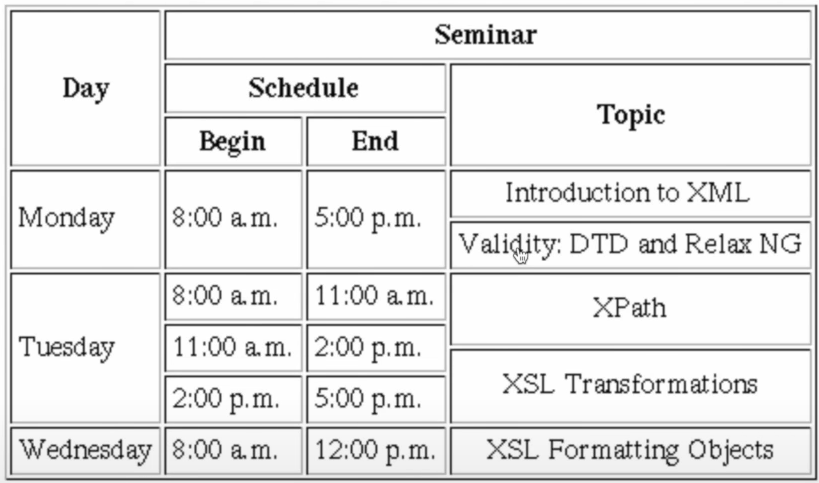 Seminar
Day
Schedule
Topic
Begin End
Introduction to XML
Monday 8:00 a.m. 5:00 p.m.
Validity: DTD and Relax NG
8:00 a.m. 11:00 a.m.
XPath
Tuesday 11:00 a.m. 2:00 p.m.
XSL Transformations
2:00 p.m. 5:00 p.m.
Wednesday 8:00 a.m. 12:00 p.m. XSL Formatting Objects